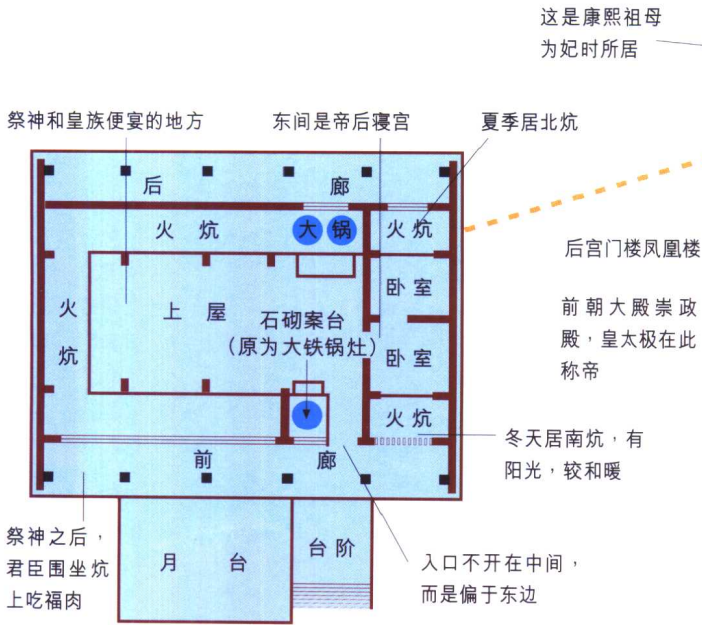 这是康熙祖母
为妃时所居
祭神和皇族便宴的地方
东间是帝后寝宫
夏季居北炕
后廊
火炕
大锅
火炕
后宫门楼凤凰楼
前朝大殿崇政
殿，皇太极在此
称帝
卧室
火炕
上屋
石砌案台
（原为大铁锅灶）
卧室
火炕
冬天居南炕，有
阳光，较和暖
前廊
祭神之后，
君臣围坐炕
上吃福肉
月台
台阶
入口不开在中间，
而是偏于东边